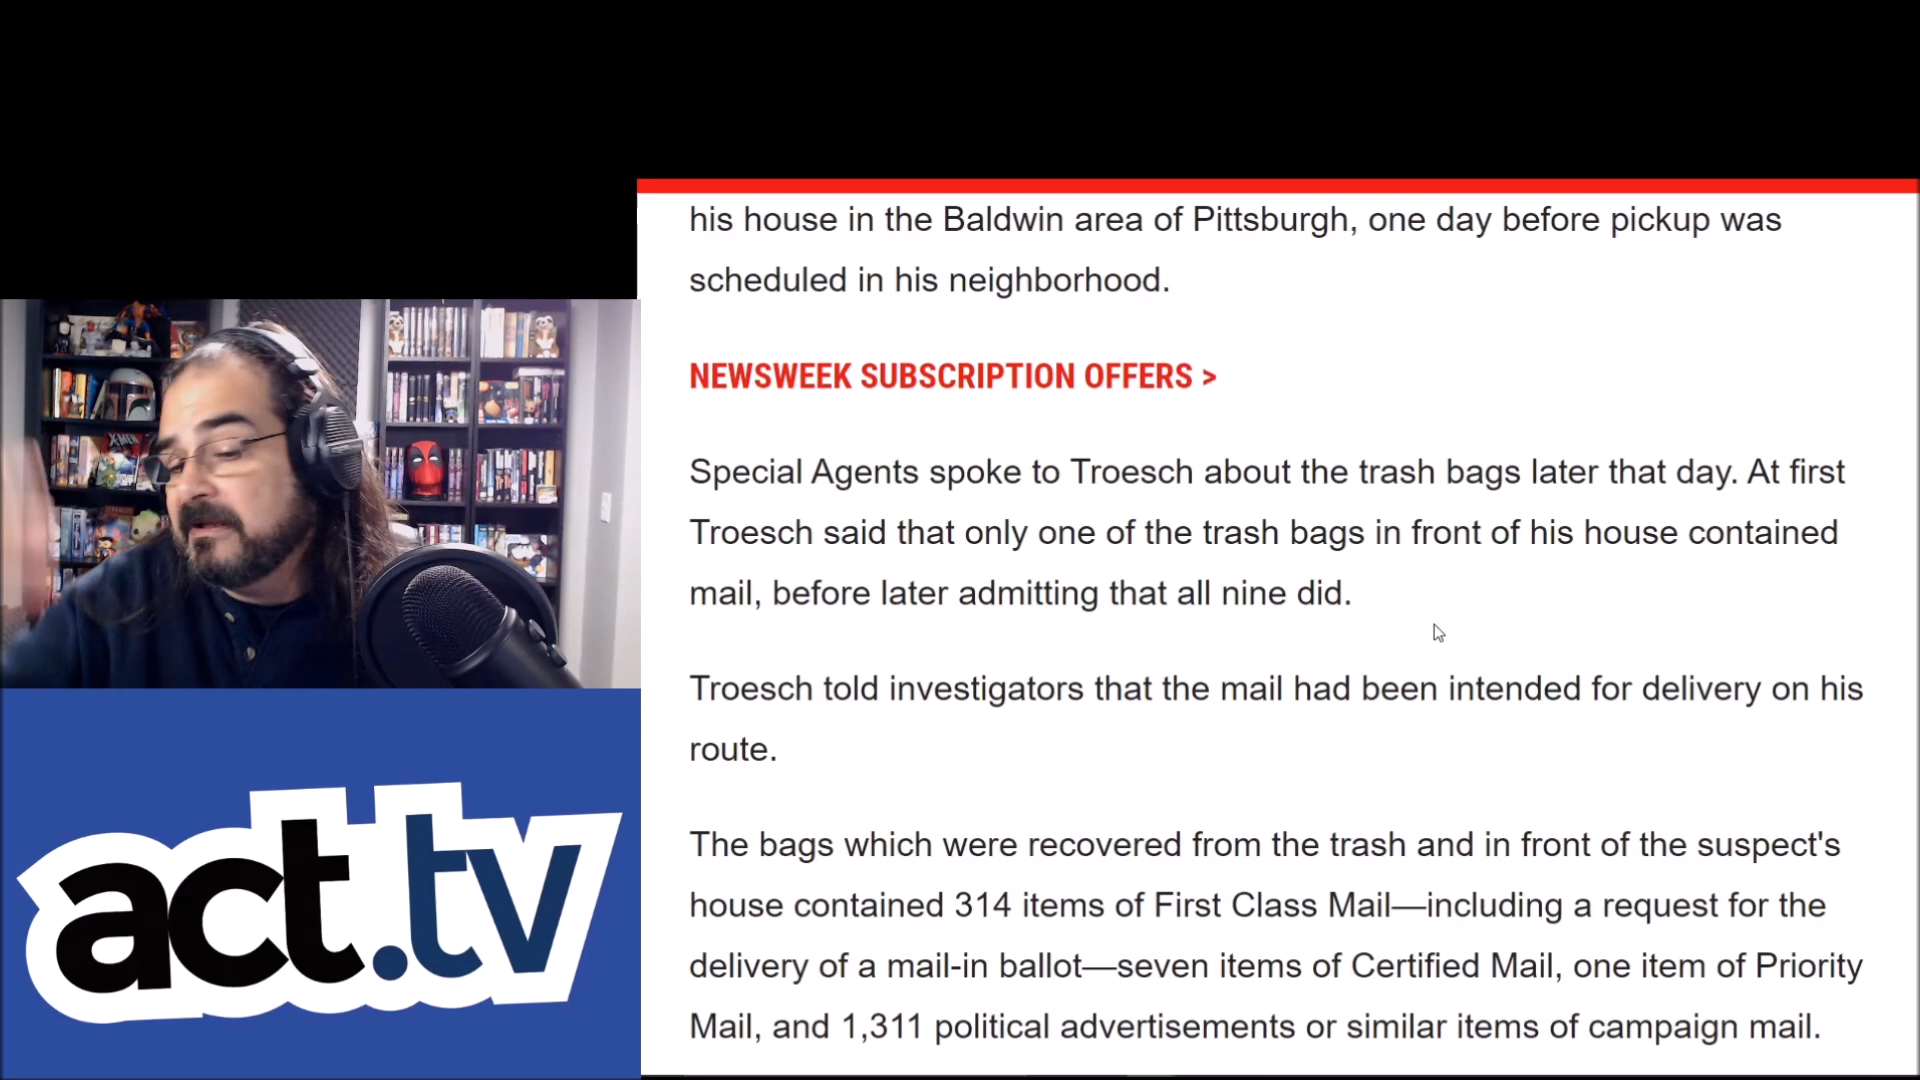 his house in the Baldwin area of Pittsburgh, one day before pickup was
scheduled in his neighborhood.
NEWSWEEK SUBSCRIPTION OFFERS >
Special Agents spoke to Troesch about the trash bags later that day. At first
Troesch said that only one of the trash bags in front of his house contained
mail, before later admitting that all nine did.
Troesch told investigators that the mail had been intended for delivery on his
route.
The bags which were recovered from the trash and in front of the suspect's
house contained 314 items of First Class Mail—including a request for the
delivery of a mail-in ballot—seven items of Certified Mail, one item of Priority
Mail, and 1,311 political advertisements or similar items of campaign mail.
X-MEN
act.tv